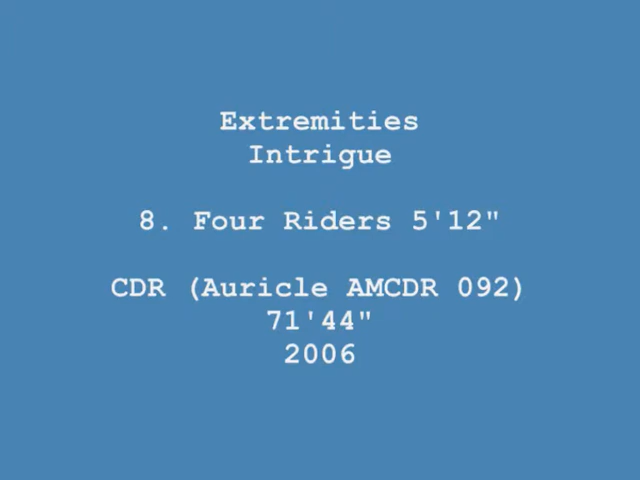 Extremities
Intrigue
8. Four Riders 5'12"
CDR (Auricle AMCDR 092)
71'44"
2006